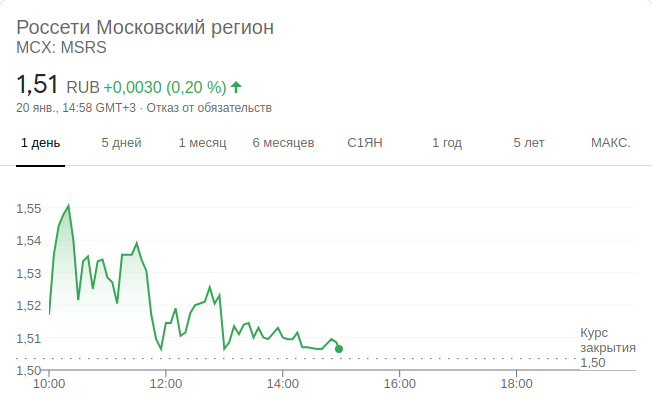 Россети Московский регион
MCX: MSRS
1,51 RUB +0,0030 (0,20 %)
20 янв., 14:58 GMT+3 · Отказ от обязательств
1 день 5 дней 1 месяц 6 месяцев С1ЯН 1 год 5 лет МАКС.
1,55
1,54
1,53
1,52
1,51
1,50
Курс
закрытия
1,50
10:00 12:00 14:00 16:00 18:00